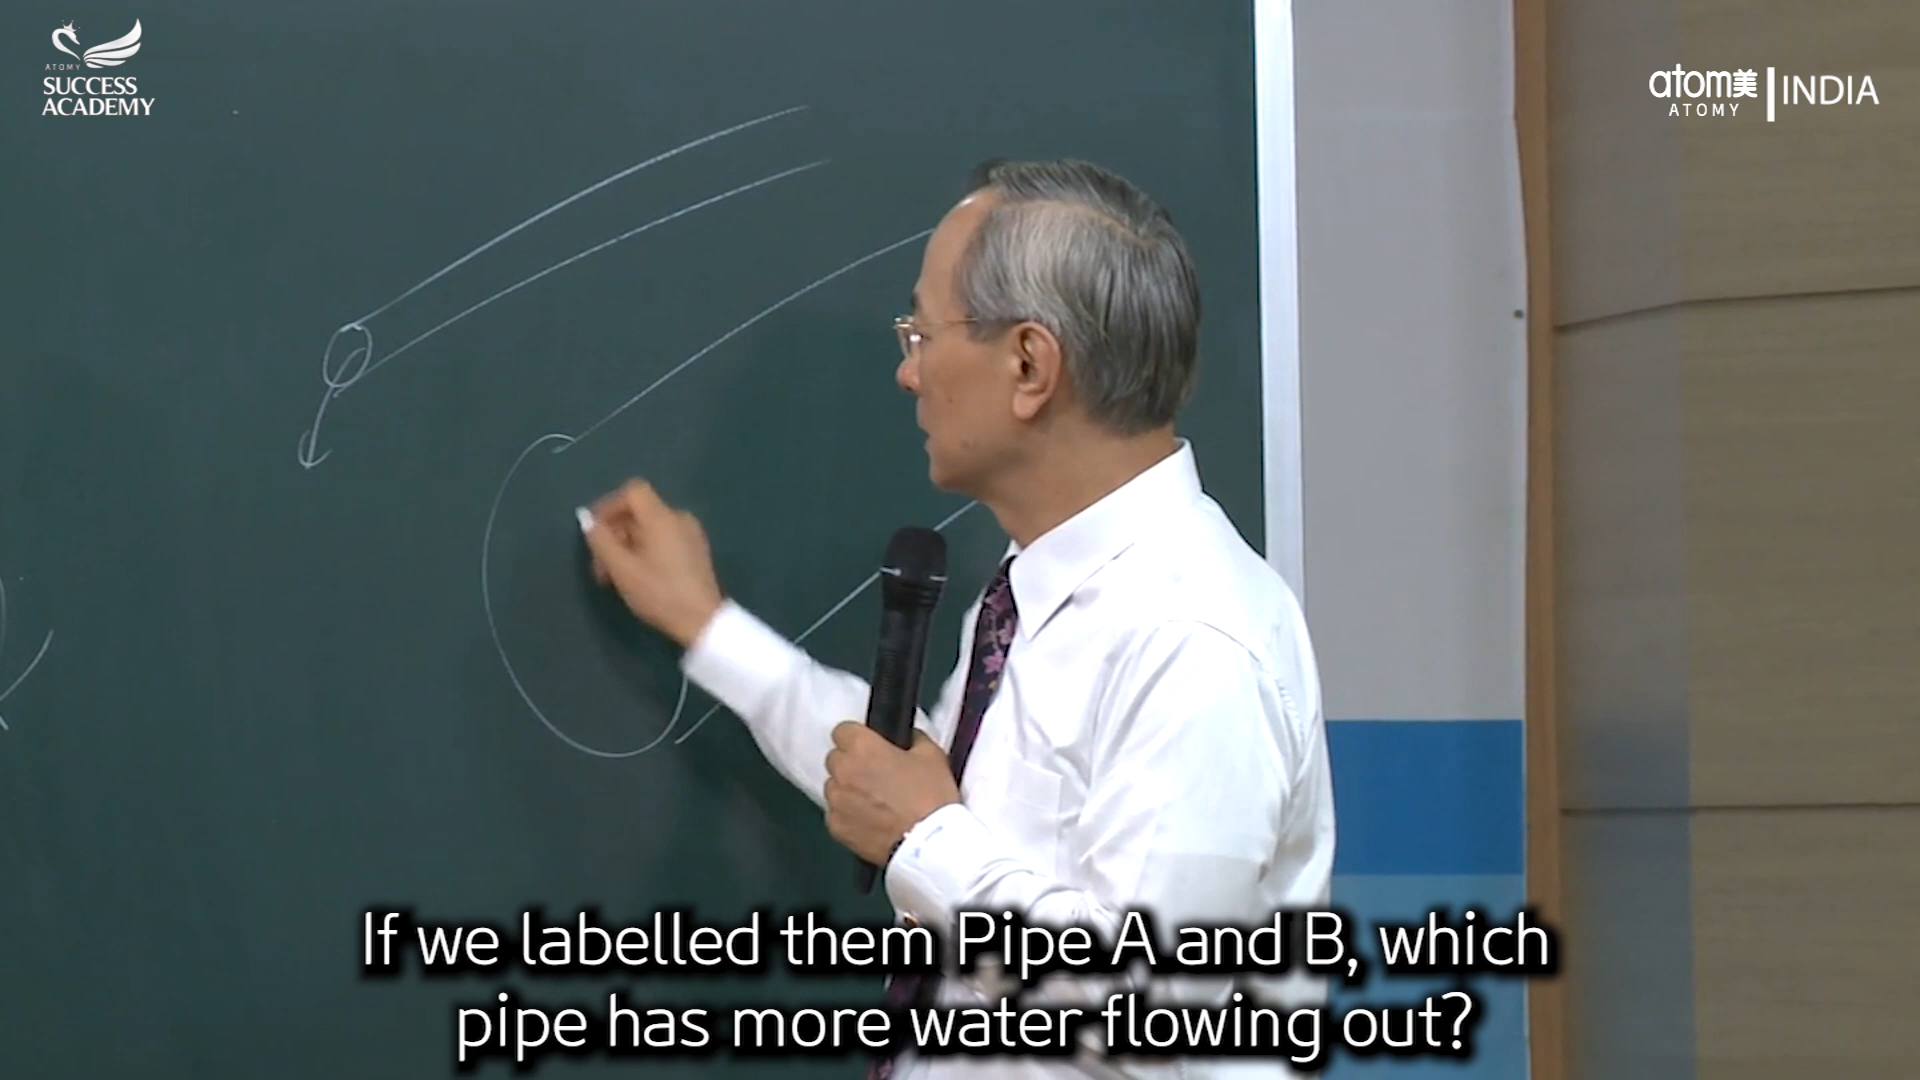 ATOMY
SUCCESS
ACADEMY
atom美
ATOMY
INDIA
If we labelled them Pipe A and B, which
pipe has more water flowing out?